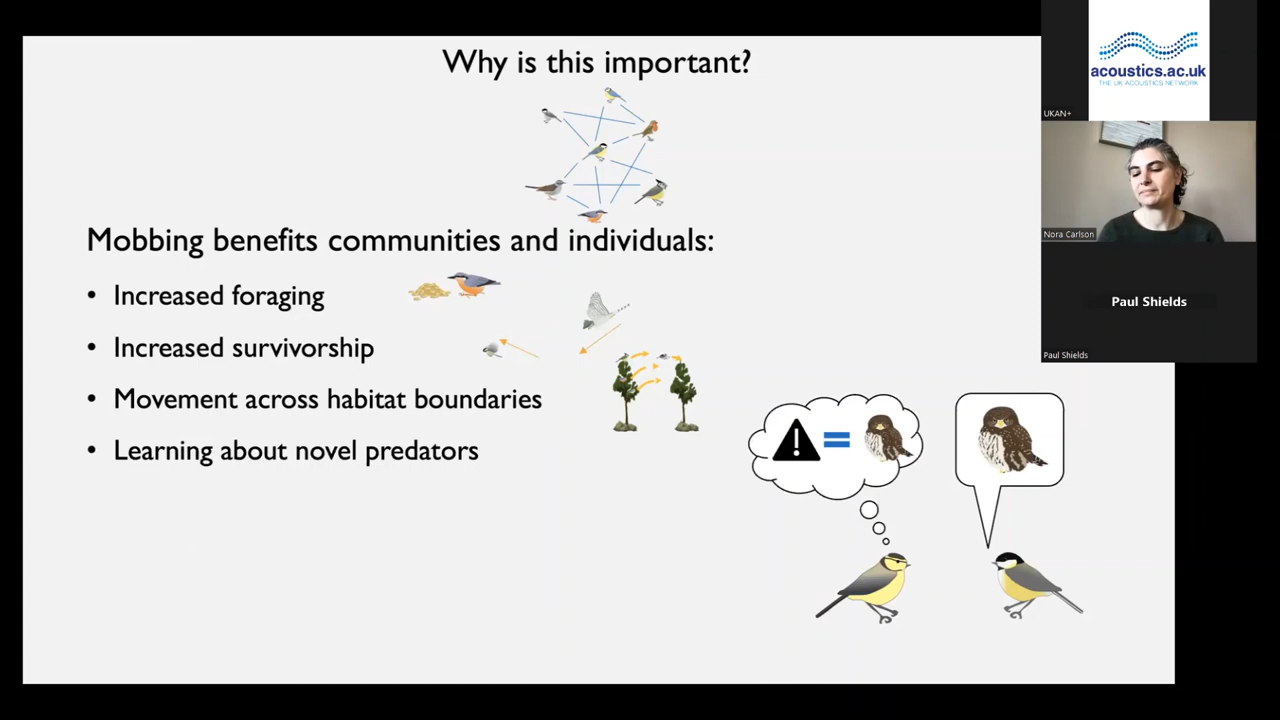 Why is this important?
Mobbing benefits communities and individuals:
• Increased foraging
• Increased survivorship
• Movement across habitat boundaries
• Learning about novel predators
! =
acoustics.ac.uk
THE UK ACOUSTICS NETWORK
UKAN+
Nora Carlson
Paul Shields
Paul Shields